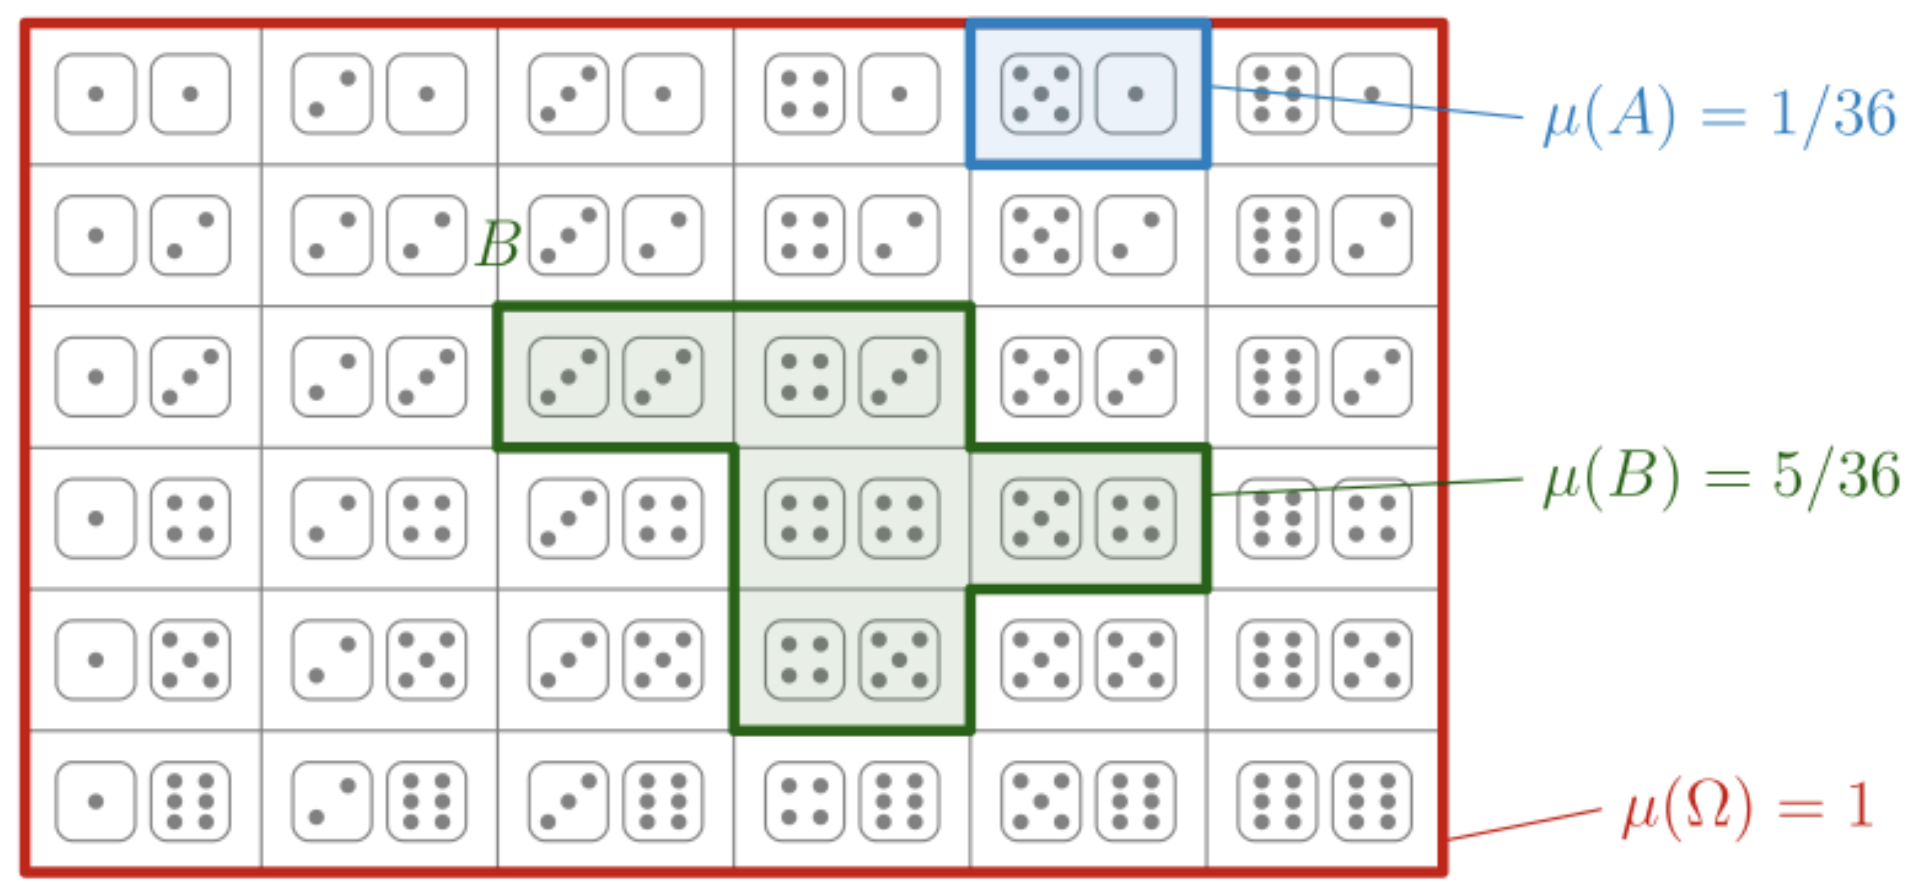 μ(A) = 1/36
B
μ(B) = 5/36
μ(Ω) = 1